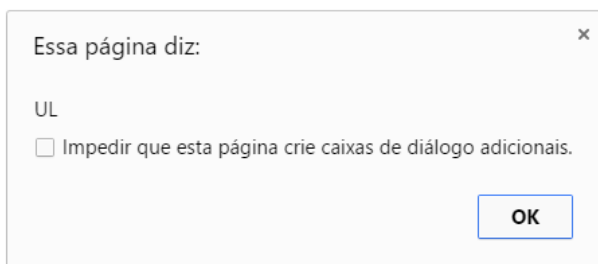 Essa página diz:
UL
Impedir que esta página crie caixas de diálogo adicionais.
OK